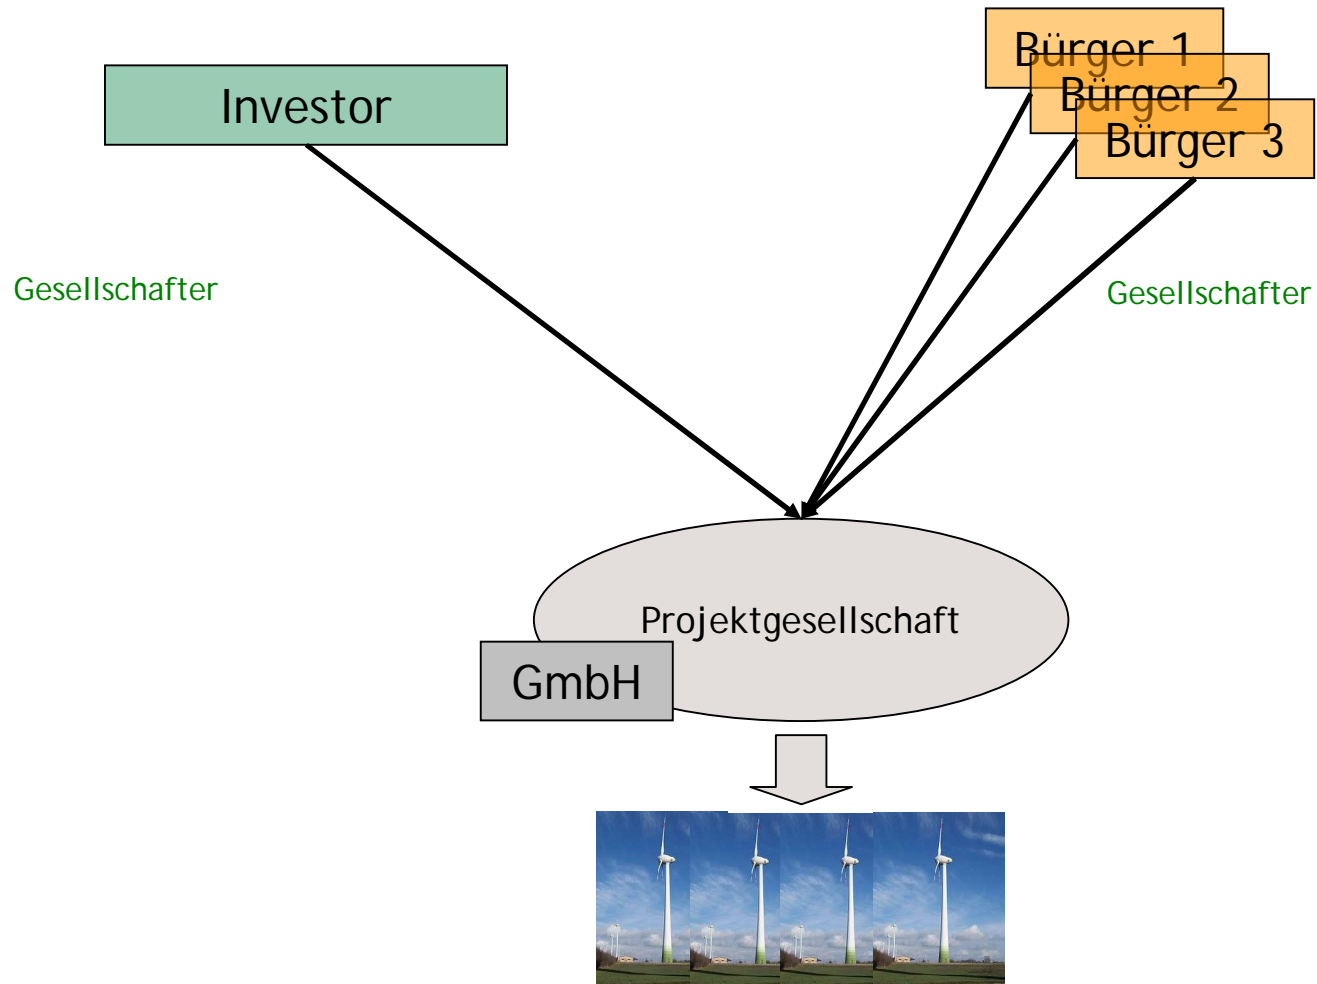 Bürger 1
Bürger 2
Bürger 3
Investor
Gesellschafter
Gesellschafter
Projektgesellschaft
GmbH